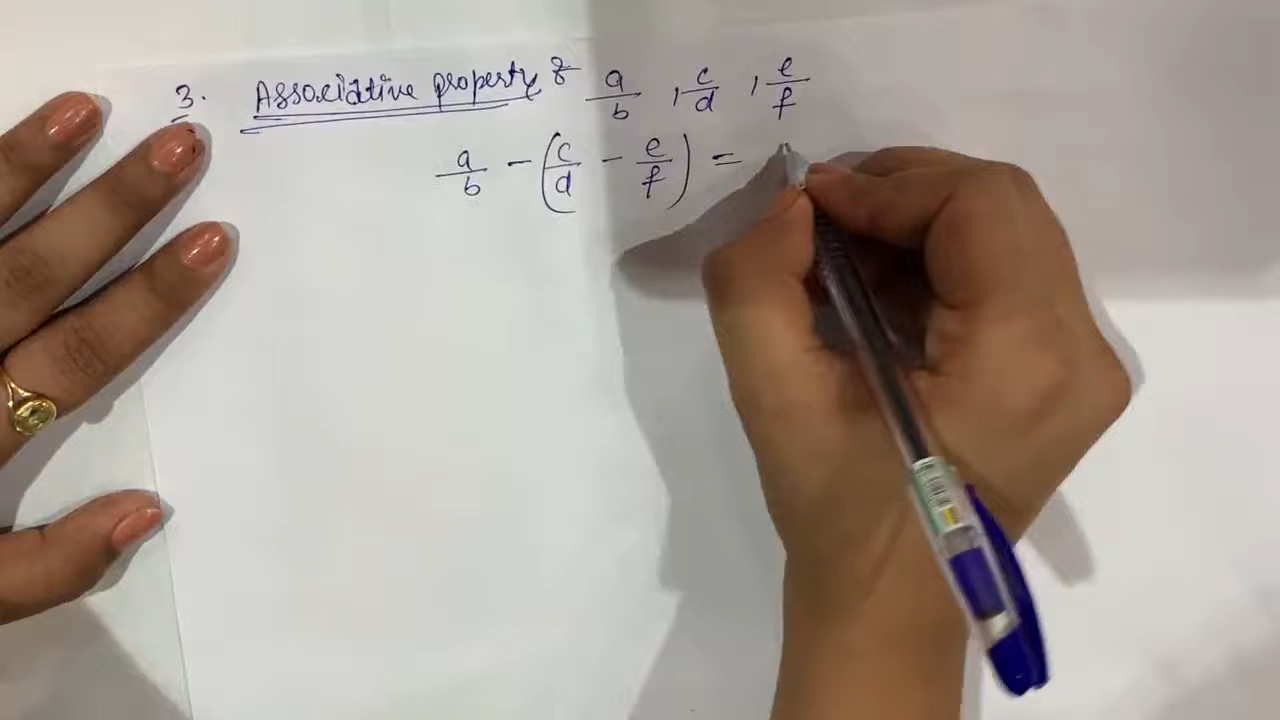 3. Associative property : a/b , c/d , e/f
a/b - (c/d - e/f) =